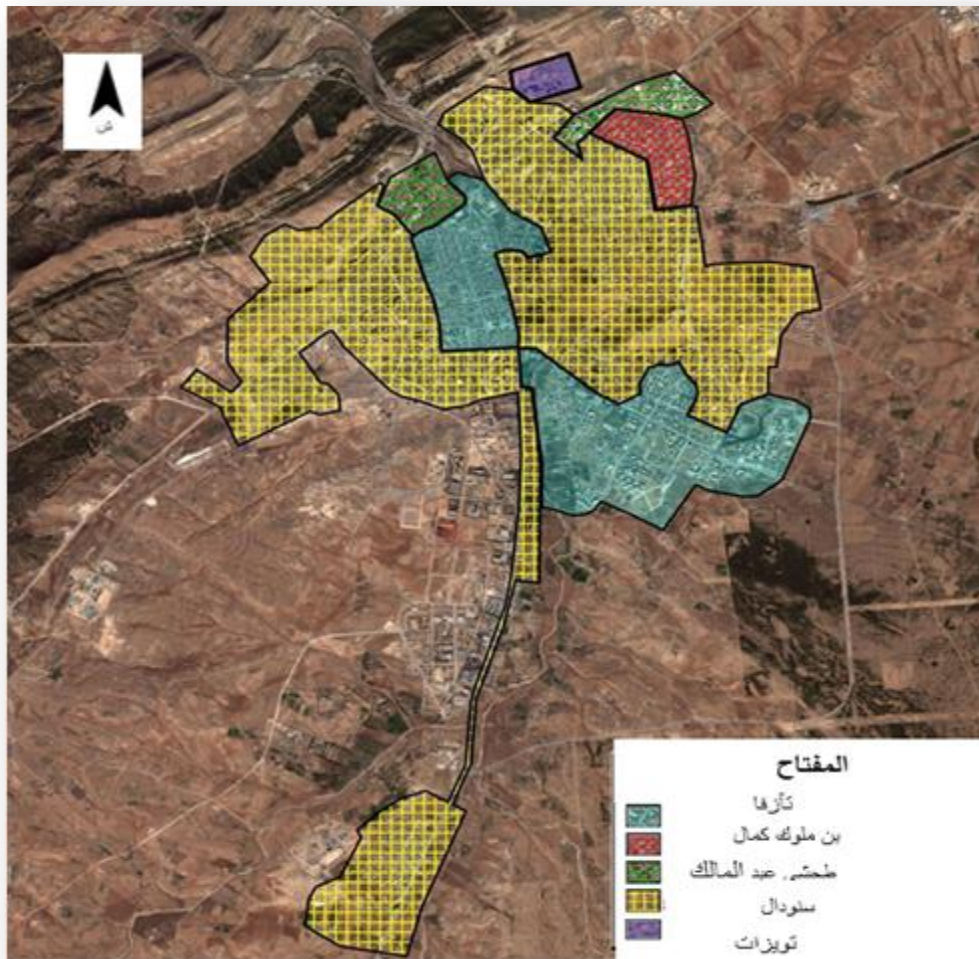 ش
المفتاح
تآزفا
بن ملوك كمال
طحشي عبد المالك
سنودال
تويزات